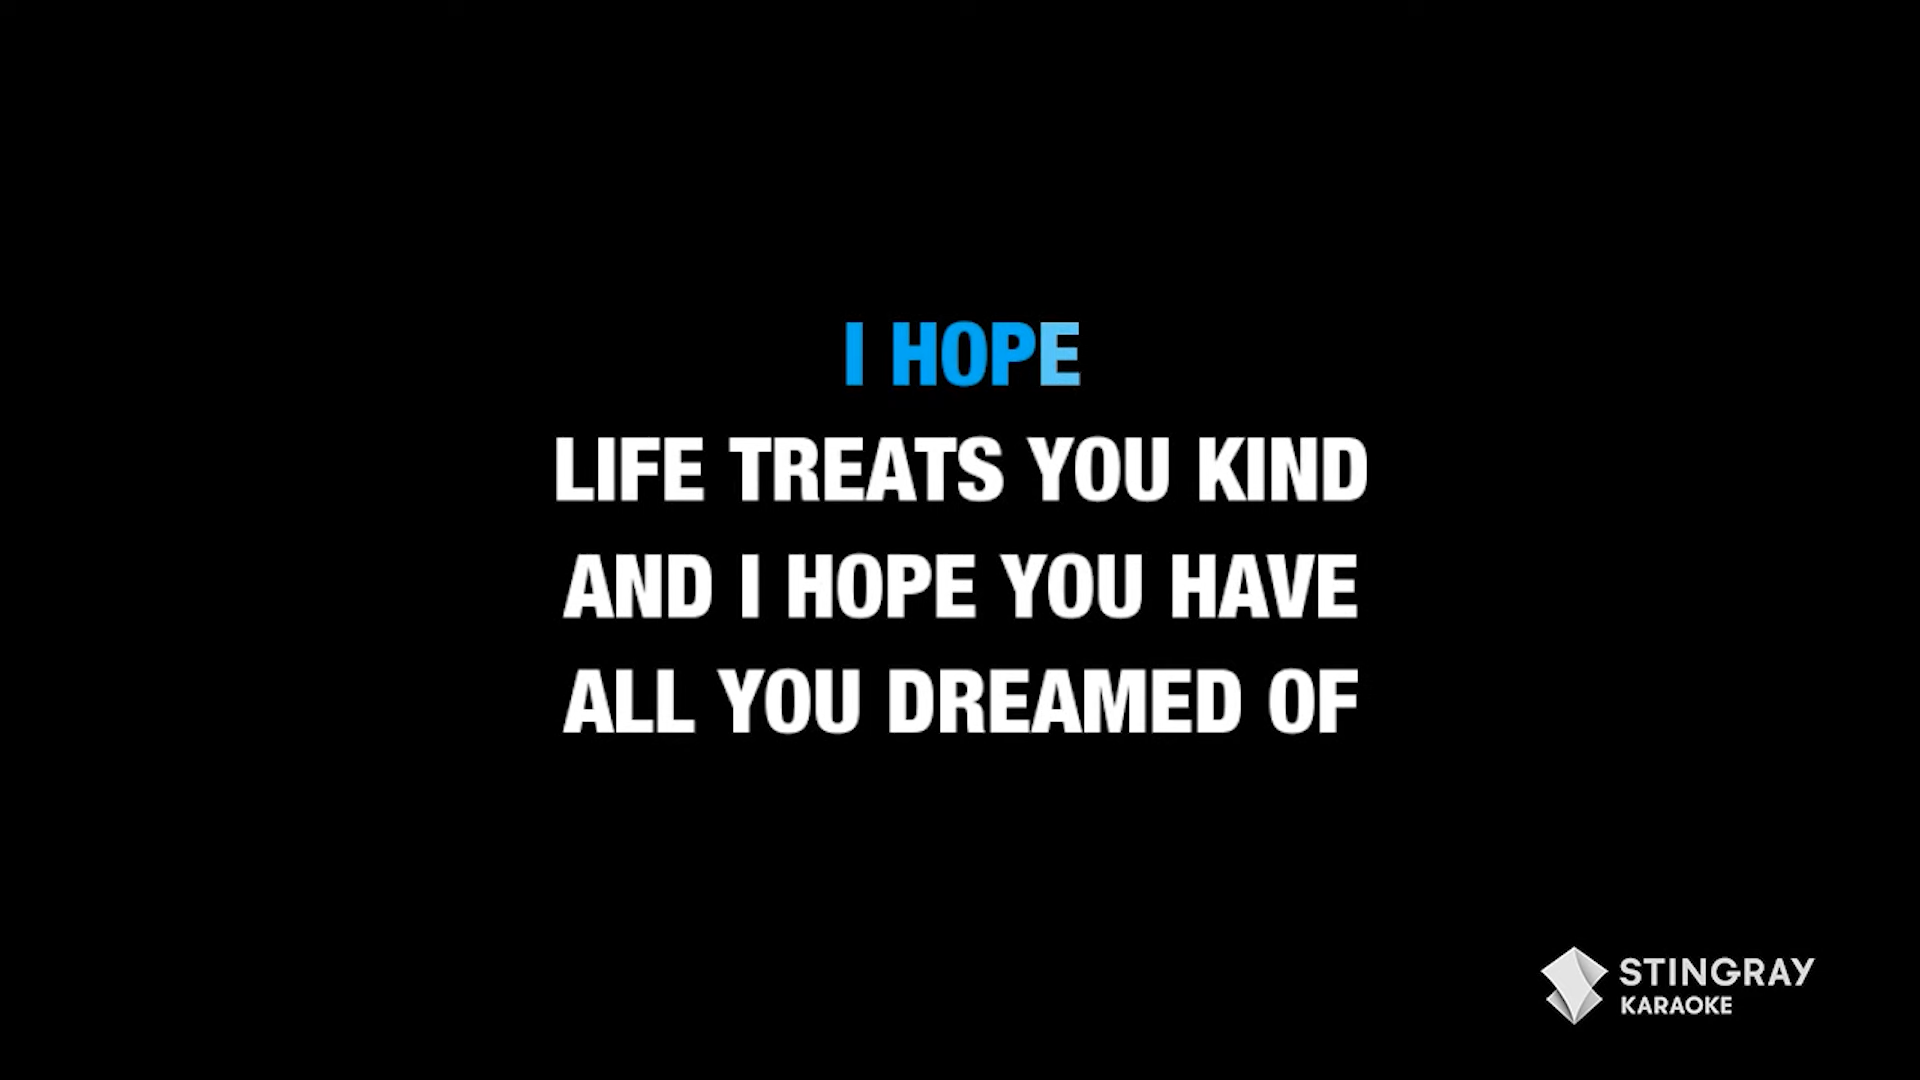 I HOPE
LIFE TREATS YOU KIND
AND I HOPE YOU HAVE
ALL YOU DREAMED OF
STINGRAY
KARAOKE